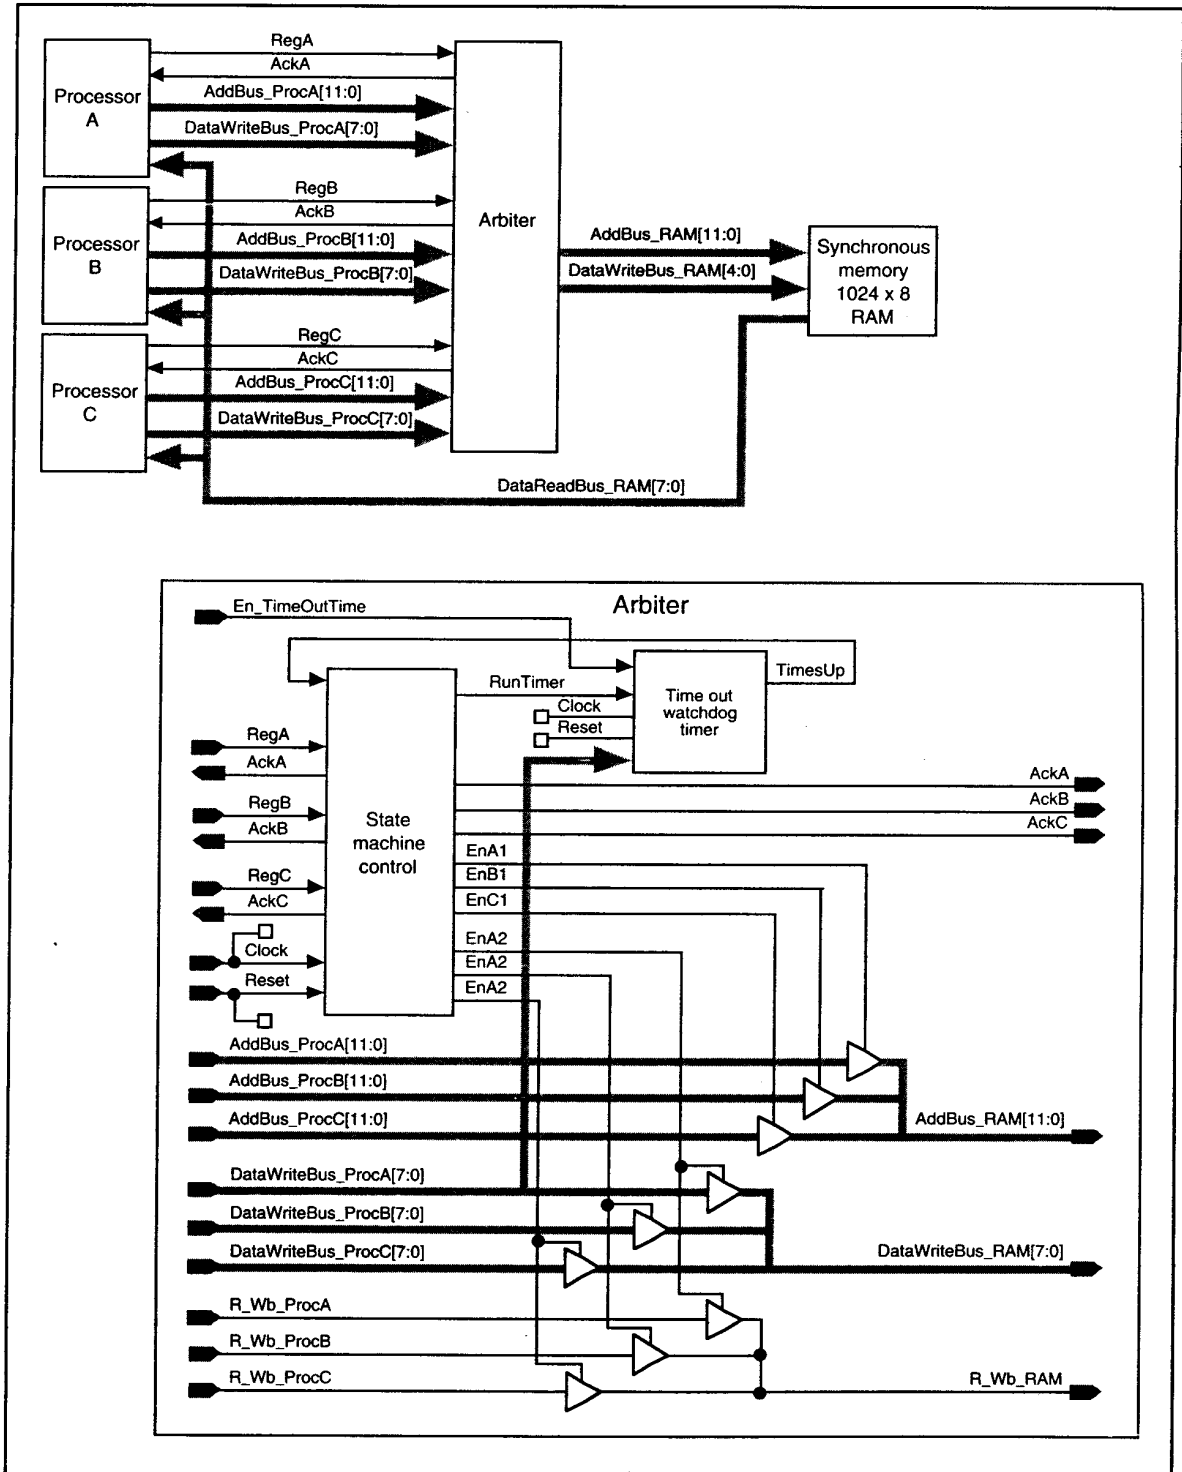 RegA
AckA
AddBus_ProcA[11:0]
DataWriteBus_ProcA[7:0]
Processor
A
RegB
AckB
AddBus_ProcB[11:0]
DataWriteBus_ProcB[7:0]
Processor
B
RegC
AckC
AddBus_ProcC[11:0]
DataWriteBus_ProcC[7:0]
Processor
C
Arbiter
AddBus_RAM[11:0]
DataWriteBus_RAM[4:0]
Synchronous
memory
1024 x 8
RAM
DataReadBus_RAM[7:0]
Arbiter
En_TimeOutTime
RunTimer
Clock
Reset
Time out
watchdog
timer
TimesUp
RegA
AckA
RegB
AckB
RegC
AckC
Clock
Reset
State
machine
control
AckA
AckB
AckC
EnA1
EnB1
EnC1
EnA2
EnA2
EnA2
AddBus_ProcA[11:0]
AddBus_ProcB[11:0]
AddBus_ProcC[11:0]
AddBus_RAM[11:0]
DataWriteBus_ProcA[7:0]
DataWriteBus_ProcB[7:0]
DataWriteBus_ProcC[7:0]
DataWriteBus_RAM[7:0]
R_Wb_ProcA
R_Wb_ProcB
R_Wb_ProcC
R_Wb_RAM